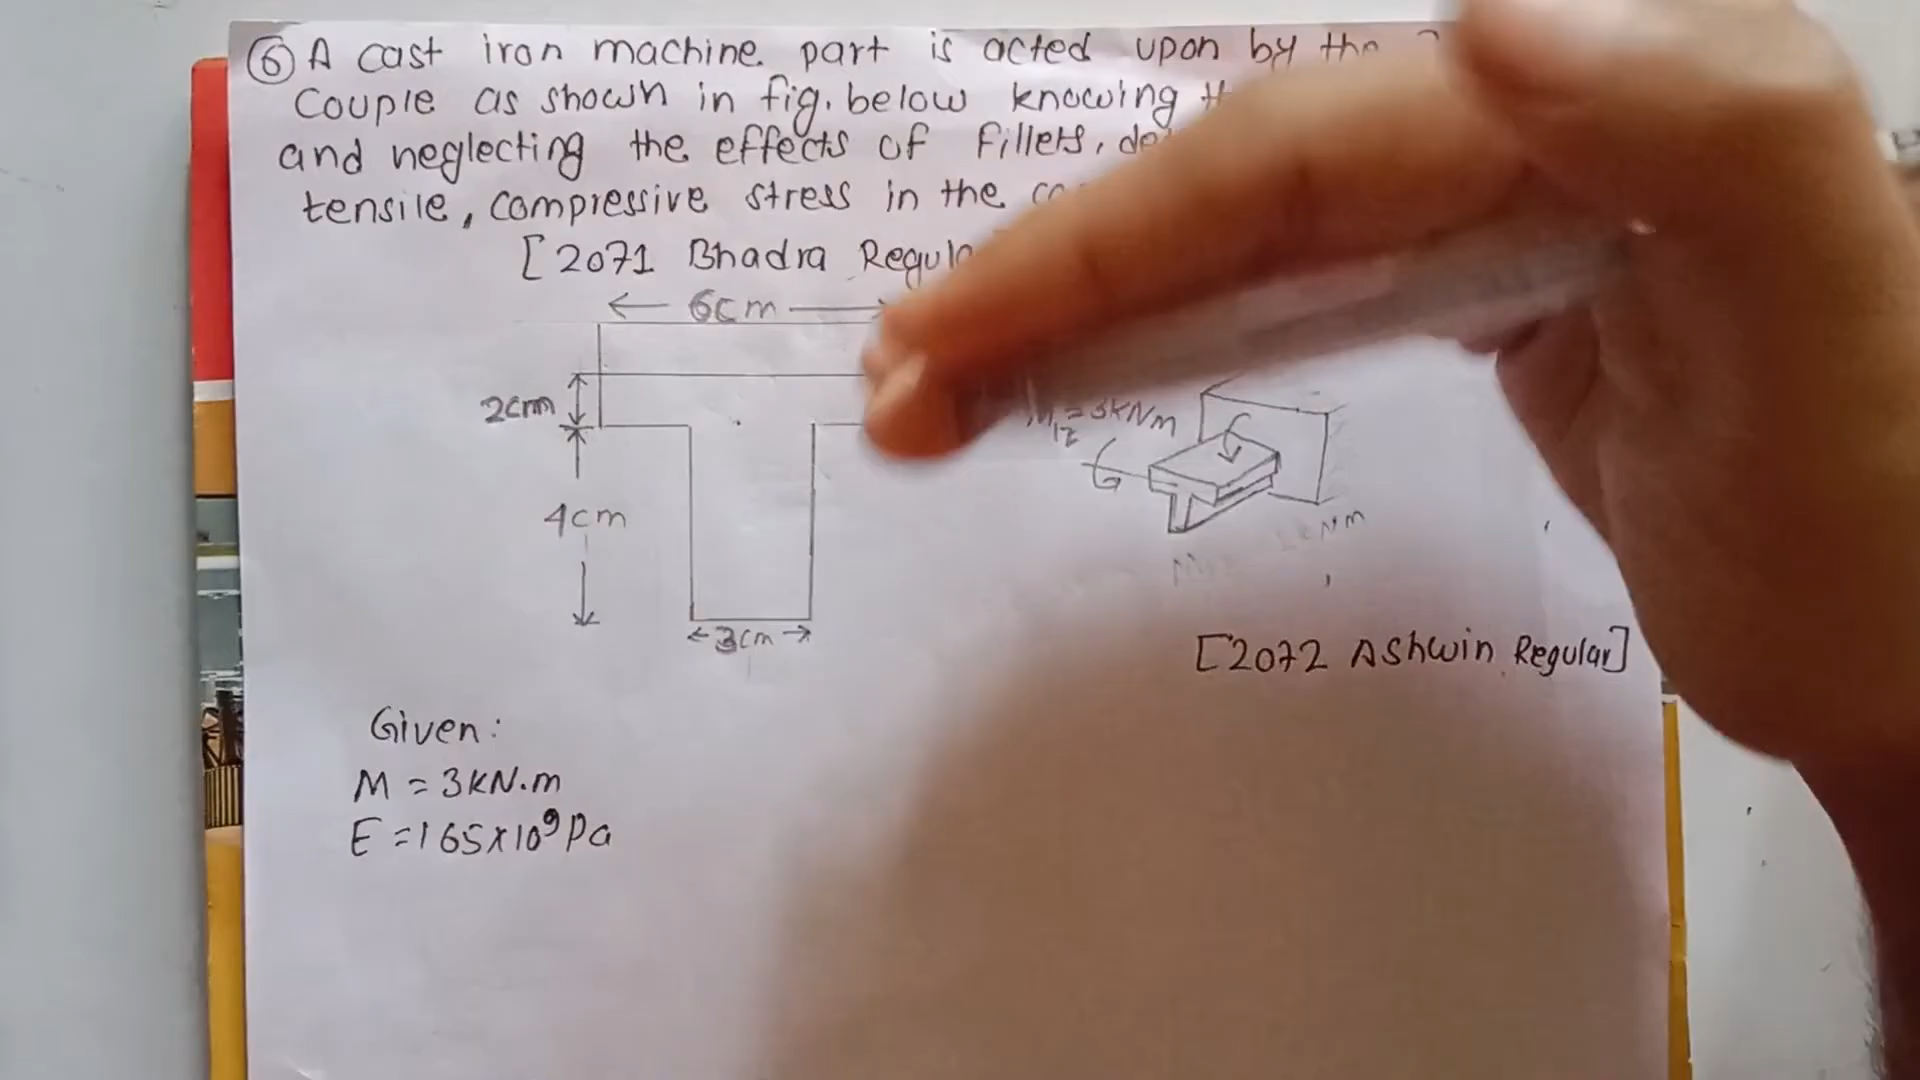 ⑥ A cast iron machine part is acted upon by the
Couple as shown in fig. below knowing
and neglecting the effects of fillets,
tensile, compressive stress in the
[2071 Bhadra
6cm
2cm
M = 3KNm
4cm
3cm
[2072 Ashwin Regular]
Given:
M = 3KN.m
E = 165x10⁹ Pa